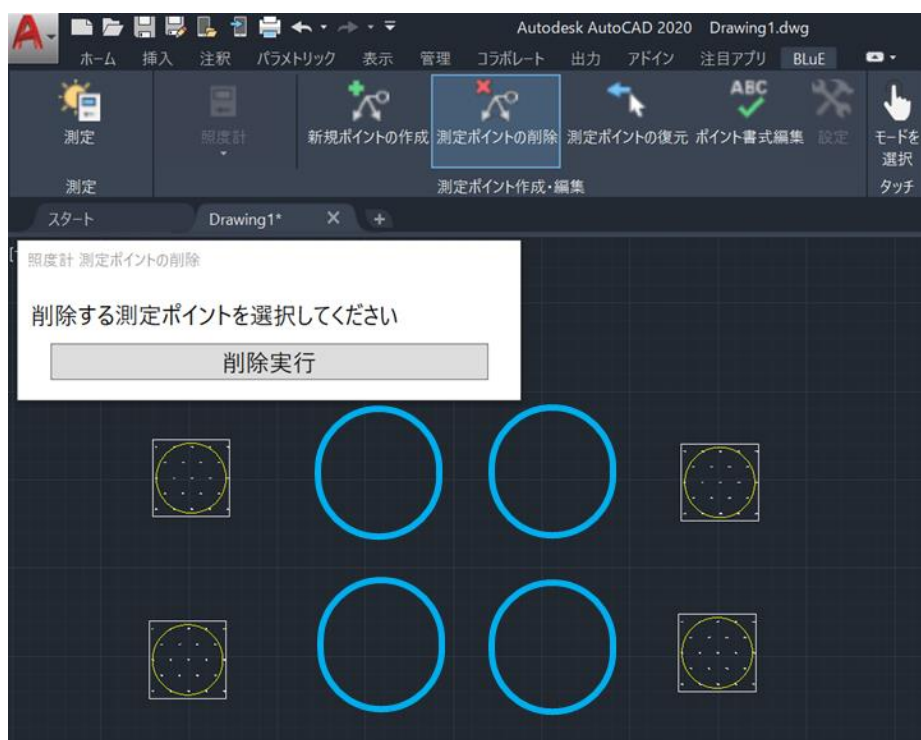 A Autodesk AutoCAD 2020 Drawing1.dwg
ホーム 挿入 注釈 パラメトリック 表示 管理 コラボレート 出力 アドイン 注目アプリ BLuE
ABC
測定 照度計 新規ポイントの作成 測定ポイントの削除 測定ポイントの復元 ポイント書式編集 設定 モードを
選択
測定 測定ポイント作成・編集 タッチ
スタート Drawing1* X +
照度計 測定ポイントの削除
削除する測定ポイントを選択してください
削除実行